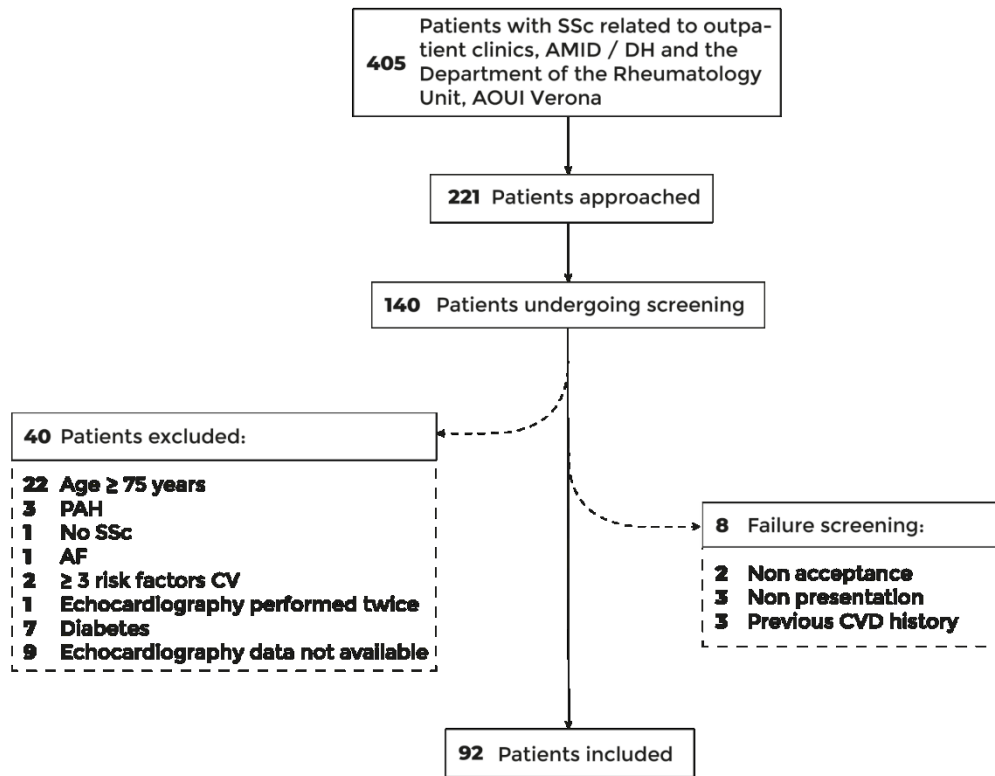 Patients with SSc related to outpa-
tient clinics, AMID / DH and the
405 Department of the Rheumatology
Unit, AOUI Verona
221 Patients approached
140 Patients undergoing screening
40 Patients excluded:
22 Age ≥ 75 years
3 PAH
1 No SSc
1 AF
2 ≥ 3 risk factors CV
1 Echocardiography performed twice
7 Diabetes
9 Echocardiography data not available
8 Failure screening:
2 Non acceptance
3 Non presentation
3 Previous CVD history
92 Patients included